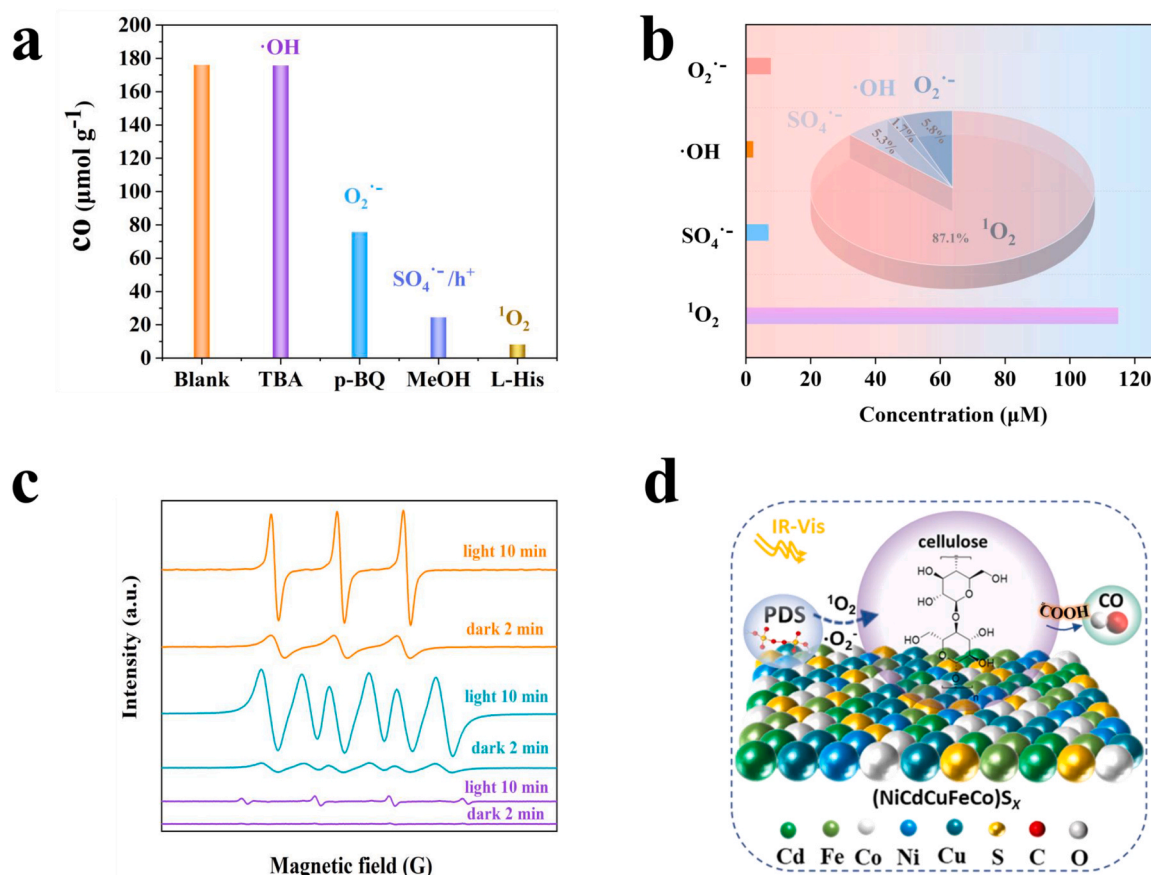 a
200
180
160
140
120
100
80
60
40
20
0
co (μmol g⁻¹)
·OH
O₂·⁻
SO₄·⁻/h⁺
¹O₂
Blank TBA p-BQ MeOH L-His
b
O₂·⁻
·OH
SO₄·⁻
¹O₂
SO₄·⁻
·OH
O₂·⁻
5.3%
1.7%
5.8%
¹O₂
87.1%
0 20 40 60 80 100 120
Concentration (μM)
c
Intensity (a.u.)
light 10 min
dark 2 min
light 10 min
dark 2 min
light 10 min
dark 2 min
Magnetic field (G)
d
IR-Vis
cellulose
PDS
¹O₂
·O₂⁻
COOH
CO
(NiCdCuFeCo)Sₓ
Cd Fe Co Ni Cu S C O